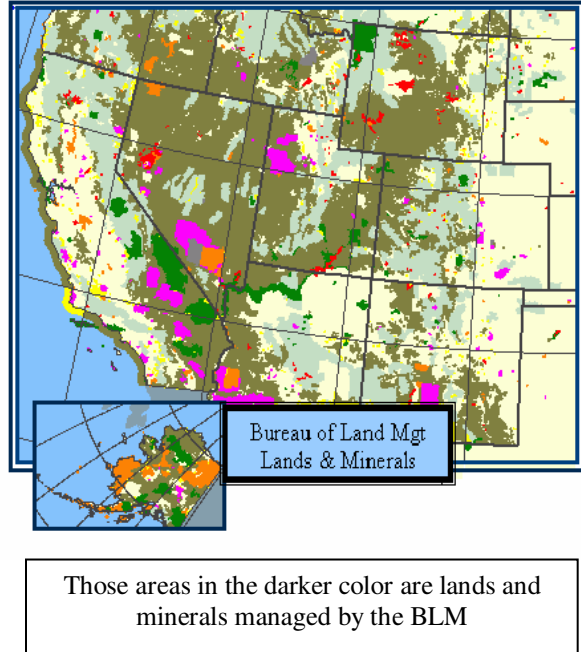 Bureau of Land Mgt
Lands & Minerals
Those areas in the darker color are lands and
minerals managed by the BLM